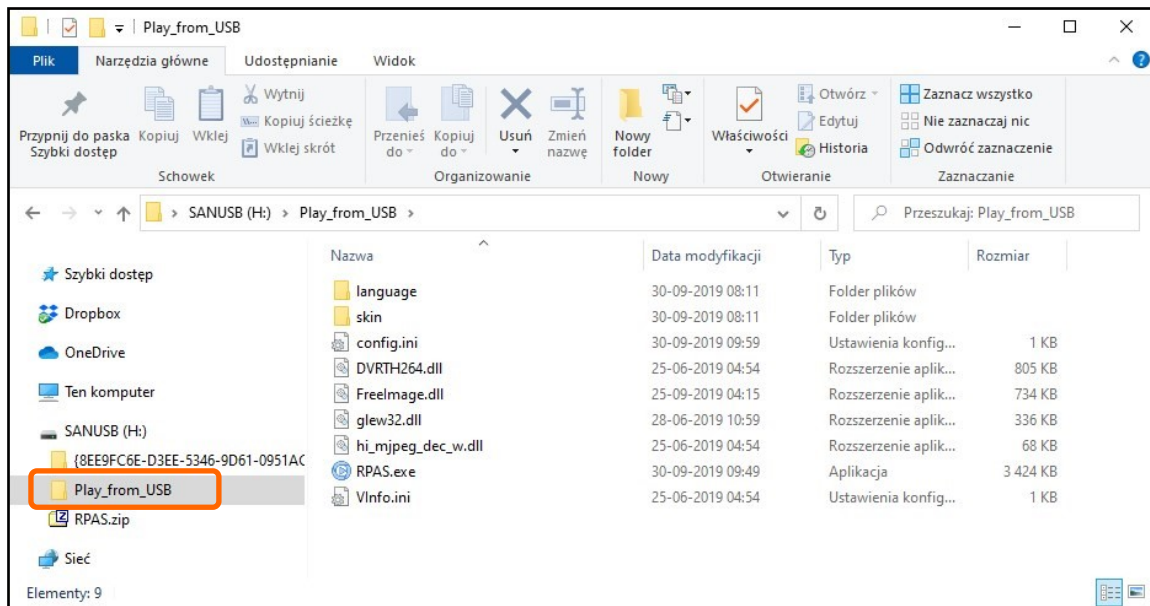 Play_from_USB
Plik Narzędzia główne Udostępnianie Widok
Przypnij do paska Szybki dostęp
Kopiuj
Wklej
Wytnij
Kopiuj ścieżkę
Wklej skrót
Przenieś do
Kopiuj do
Usuń
Zmień nazwę
Nowy folder
Właściwości
Otwórz
Edytuj
Historia
Zaznacz wszystko
Nie zaznaczaj nic
Odwróć zaznaczenie
Schowek Organizowanie Nowy Otwieranie Zaznaczanie
SANUSB (H:) Play_from_USB
Przeszukaj: Play_from_USB
Szybki dostęp
Dropbox
OneDrive
Ten komputer
SANUSB (H:)
{8EE9FC6E-D3EE-5346-9D61-0951AC
Play_from_USB
RPAS.zip
Sieć
Nazwa Data modyfikacji Typ Rozmiar
language 30-09-2019 08:11 Folder plików
skin 30-09-2019 08:11 Folder plików
config.ini 30-09-2019 09:59 Ustawienia konfig... 1 KB
DVRTH264.dll 25-06-2019 04:54 Rozszerzenie aplik... 805 KB
FreeImage.dll 25-09-2019 04:15 Rozszerzenie aplik... 734 KB
glew32.dll 28-06-2019 10:59 Rozszerzenie aplik... 336 KB
hi_mjpeg_dec_w.dll 25-06-2019 04:54 Rozszerzenie aplik... 68 KB
RPAS.exe 30-09-2019 09:49 Aplikacja 3 424 KB
VInfo.ini 25-06-2019 04:54 Ustawienia konfig... 1 KB
Elementy: 9